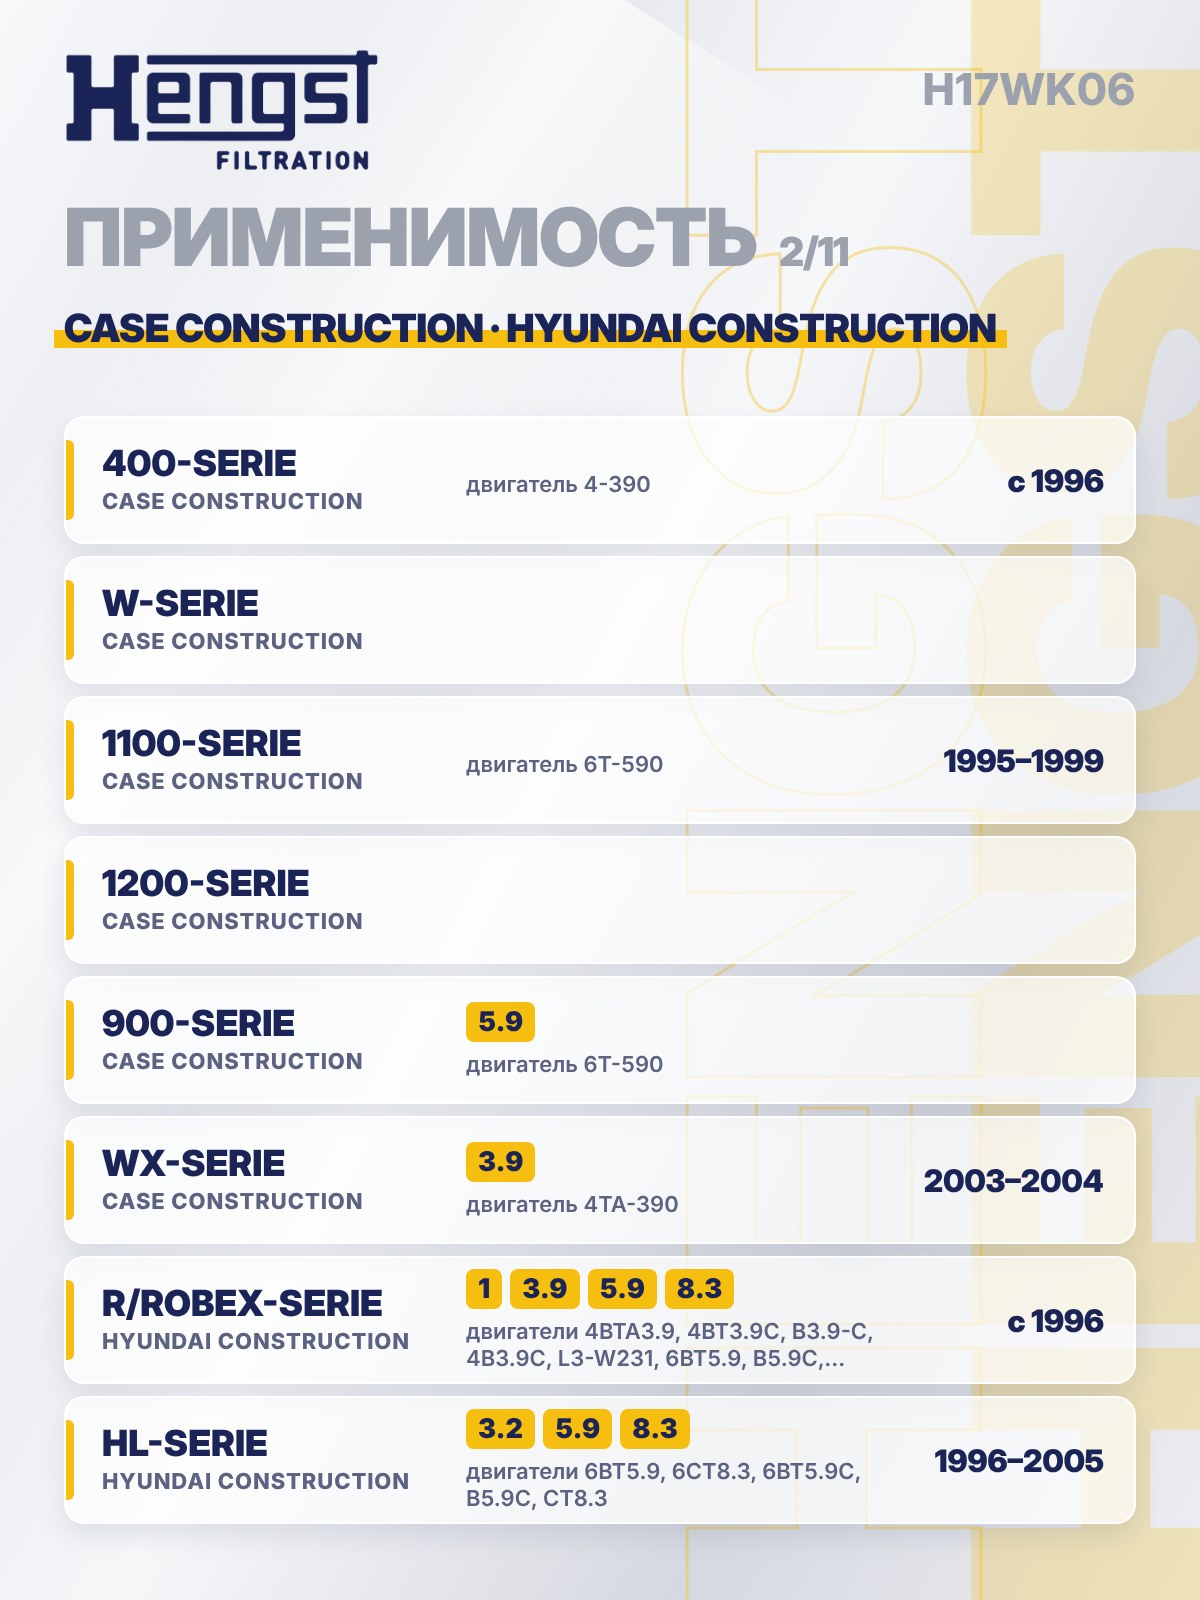 Hengst
FILTRATION
H17WK06
ПРИМЕНИМОСТЬ 2/11
CASE CONSTRUCTION · HYUNDAI CONSTRUCTION
400-SERIE
CASE CONSTRUCTION
двигатель 4-390
с 1996
W-SERIE
CASE CONSTRUCTION
1100-SERIE
CASE CONSTRUCTION
двигатель 6T-590
1995–1999
1200-SERIE
CASE CONSTRUCTION
900-SERIE
CASE CONSTRUCTION
5.9
двигатель 6T-590
WX-SERIE
CASE CONSTRUCTION
3.9
двигатель 4TA-390
2003–2004
R/ROBEX-SERIE
HYUNDAI CONSTRUCTION
1 3.9 5.9 8.3
двигатели 4BTA3.9, 4BT3.9C, B3.9-C,
4B3.9C, L3-W231, 6BT5.9, B5.9C,...
с 1996
HL-SERIE
HYUNDAI CONSTRUCTION
3.2 5.9 8.3
двигатели 6BT5.9, 6CT8.3, 6BT5.9C,
B5.9C, CT8.3
1996–2005
HENGST
HENGST